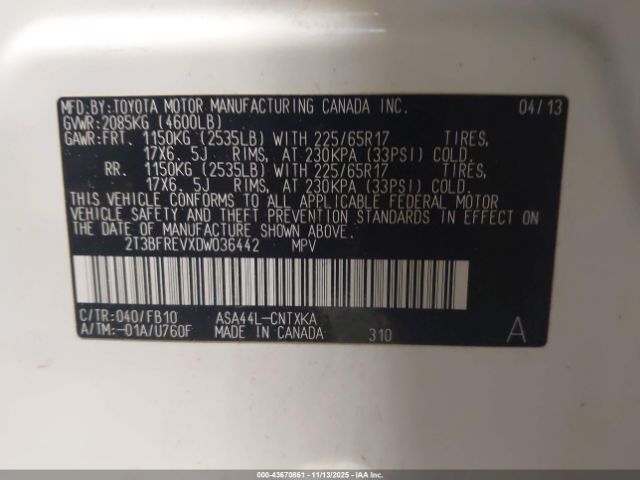 MFD.BY:TOYOTA MOTOR MANUFACTURING CANADA INC. 04/13
GVWR:2085KG (4600LB)
GAWR:FRT. 1150KG (2535LB) WITH 225/65R17 TIRES,
17X6.5J RIMS, AT 230KPA (33PSI) COLD.
RR. 1150KG (2535LB) WITH 225/65R17 TIRES,
17X6.5J RIMS, AT 230KPA (33PSI) COLD.
THIS VEHICLE CONFORMS TO ALL APPLICABLE FEDERAL MOTOR
VEHICLE SAFETY AND THEFT PREVENTION STANDARDS IN EFFECT ON
THE DATE OF MANUFACTURE SHOWN ABOVE.
2T3BFREVXDW036442 MPV
C/TR:040/FB10 ASA44L-CNTXKA
A/TM:-01A/U760F MADE IN CANADA 310 A
000-43670861 - 11/13/2025 - IAA Inc.